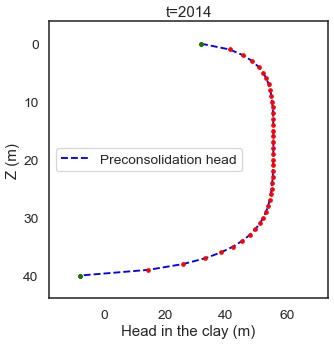 t=2014
Z (m)
0
10
20
30
40
Preconsolidation head
0 20 40 60
Head in the clay (m)